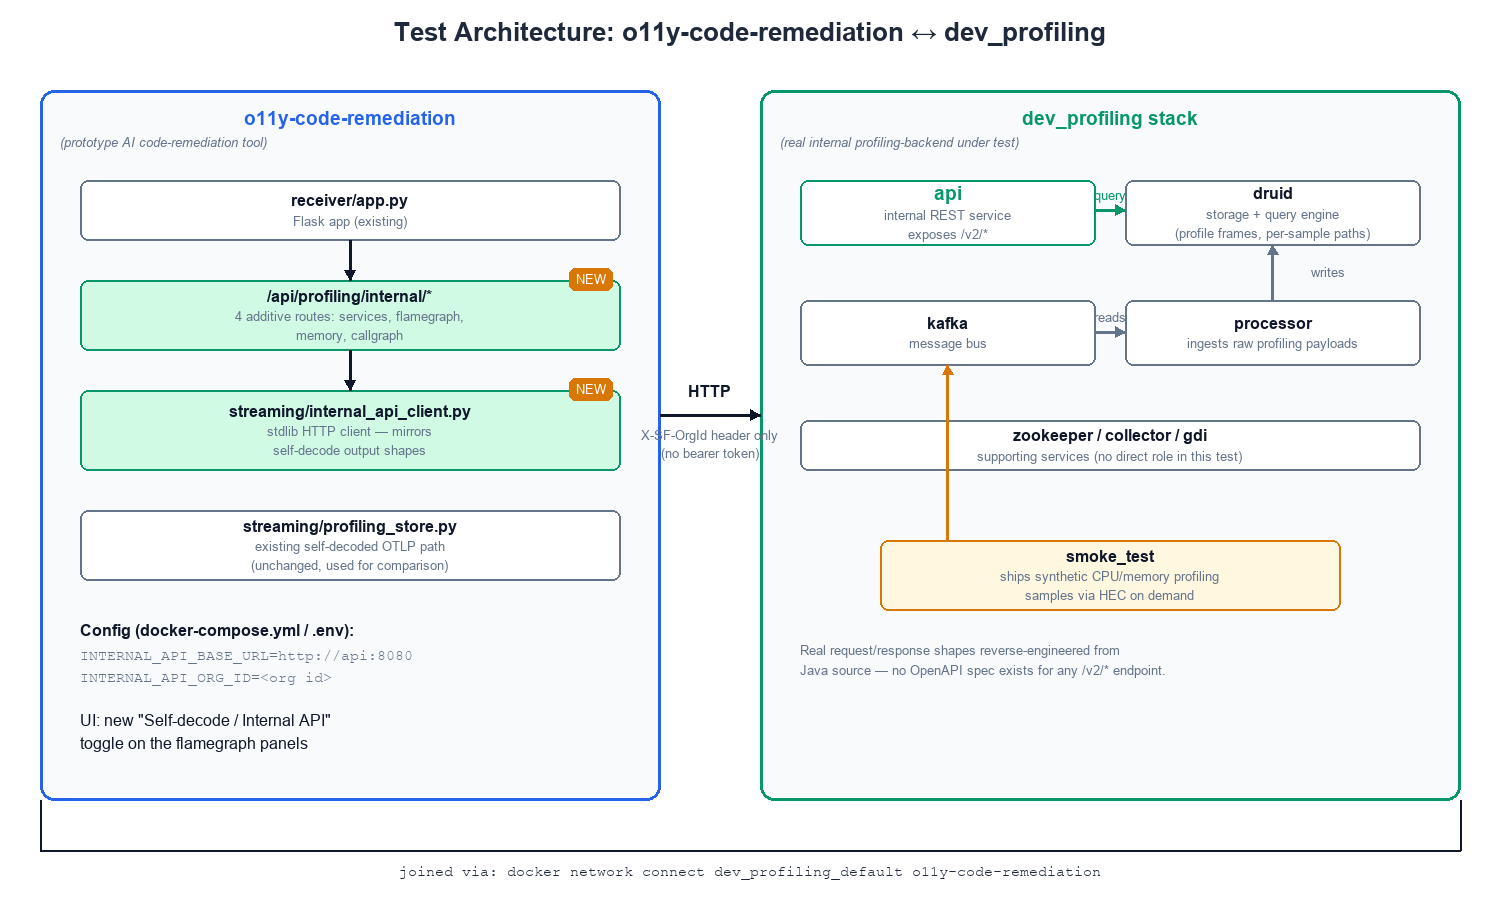 Test Architecture: o11y-code-remediation ↔ dev_profiling
o11y-code-remediation
(prototype AI code-remediation tool)
receiver/app.py
Flask app (existing)
NEW
/api/profiling/internal/*
4 additive routes: services, flamegraph,
memory, callgraph
NEW
streaming/internal_api_client.py
stdlib HTTP client — mirrors
self-decode output shapes
streaming/profiling_store.py
existing self-decoded OTLP path
(unchanged, used for comparison)
Config (docker-compose.yml / .env):
INTERNAL_API_BASE_URL=http://api:8080
INTERNAL_API_ORG_ID=<org id>
UI: new "Self-decode / Internal API"
toggle on the flamegraph panels
HTTP
X-SF-OrgId header only
(no bearer token)
dev_profiling stack
(real internal profiling-backend under test)
api
internal REST service
exposes /v2/*
query
druid
storage + query engine
(profile frames, per-sample paths)
writes
kafka
message bus
reads
processor
ingests raw profiling payloads
zookeeper / collector / gdi
supporting services (no direct role in this test)
smoke_test
ships synthetic CPU/memory profiling
samples via HEC on demand
Real request/response shapes reverse-engineered from
Java source — no OpenAPI spec exists for any /v2/* endpoint.
joined via: docker network connect dev_profiling_default o11y-code-remediation